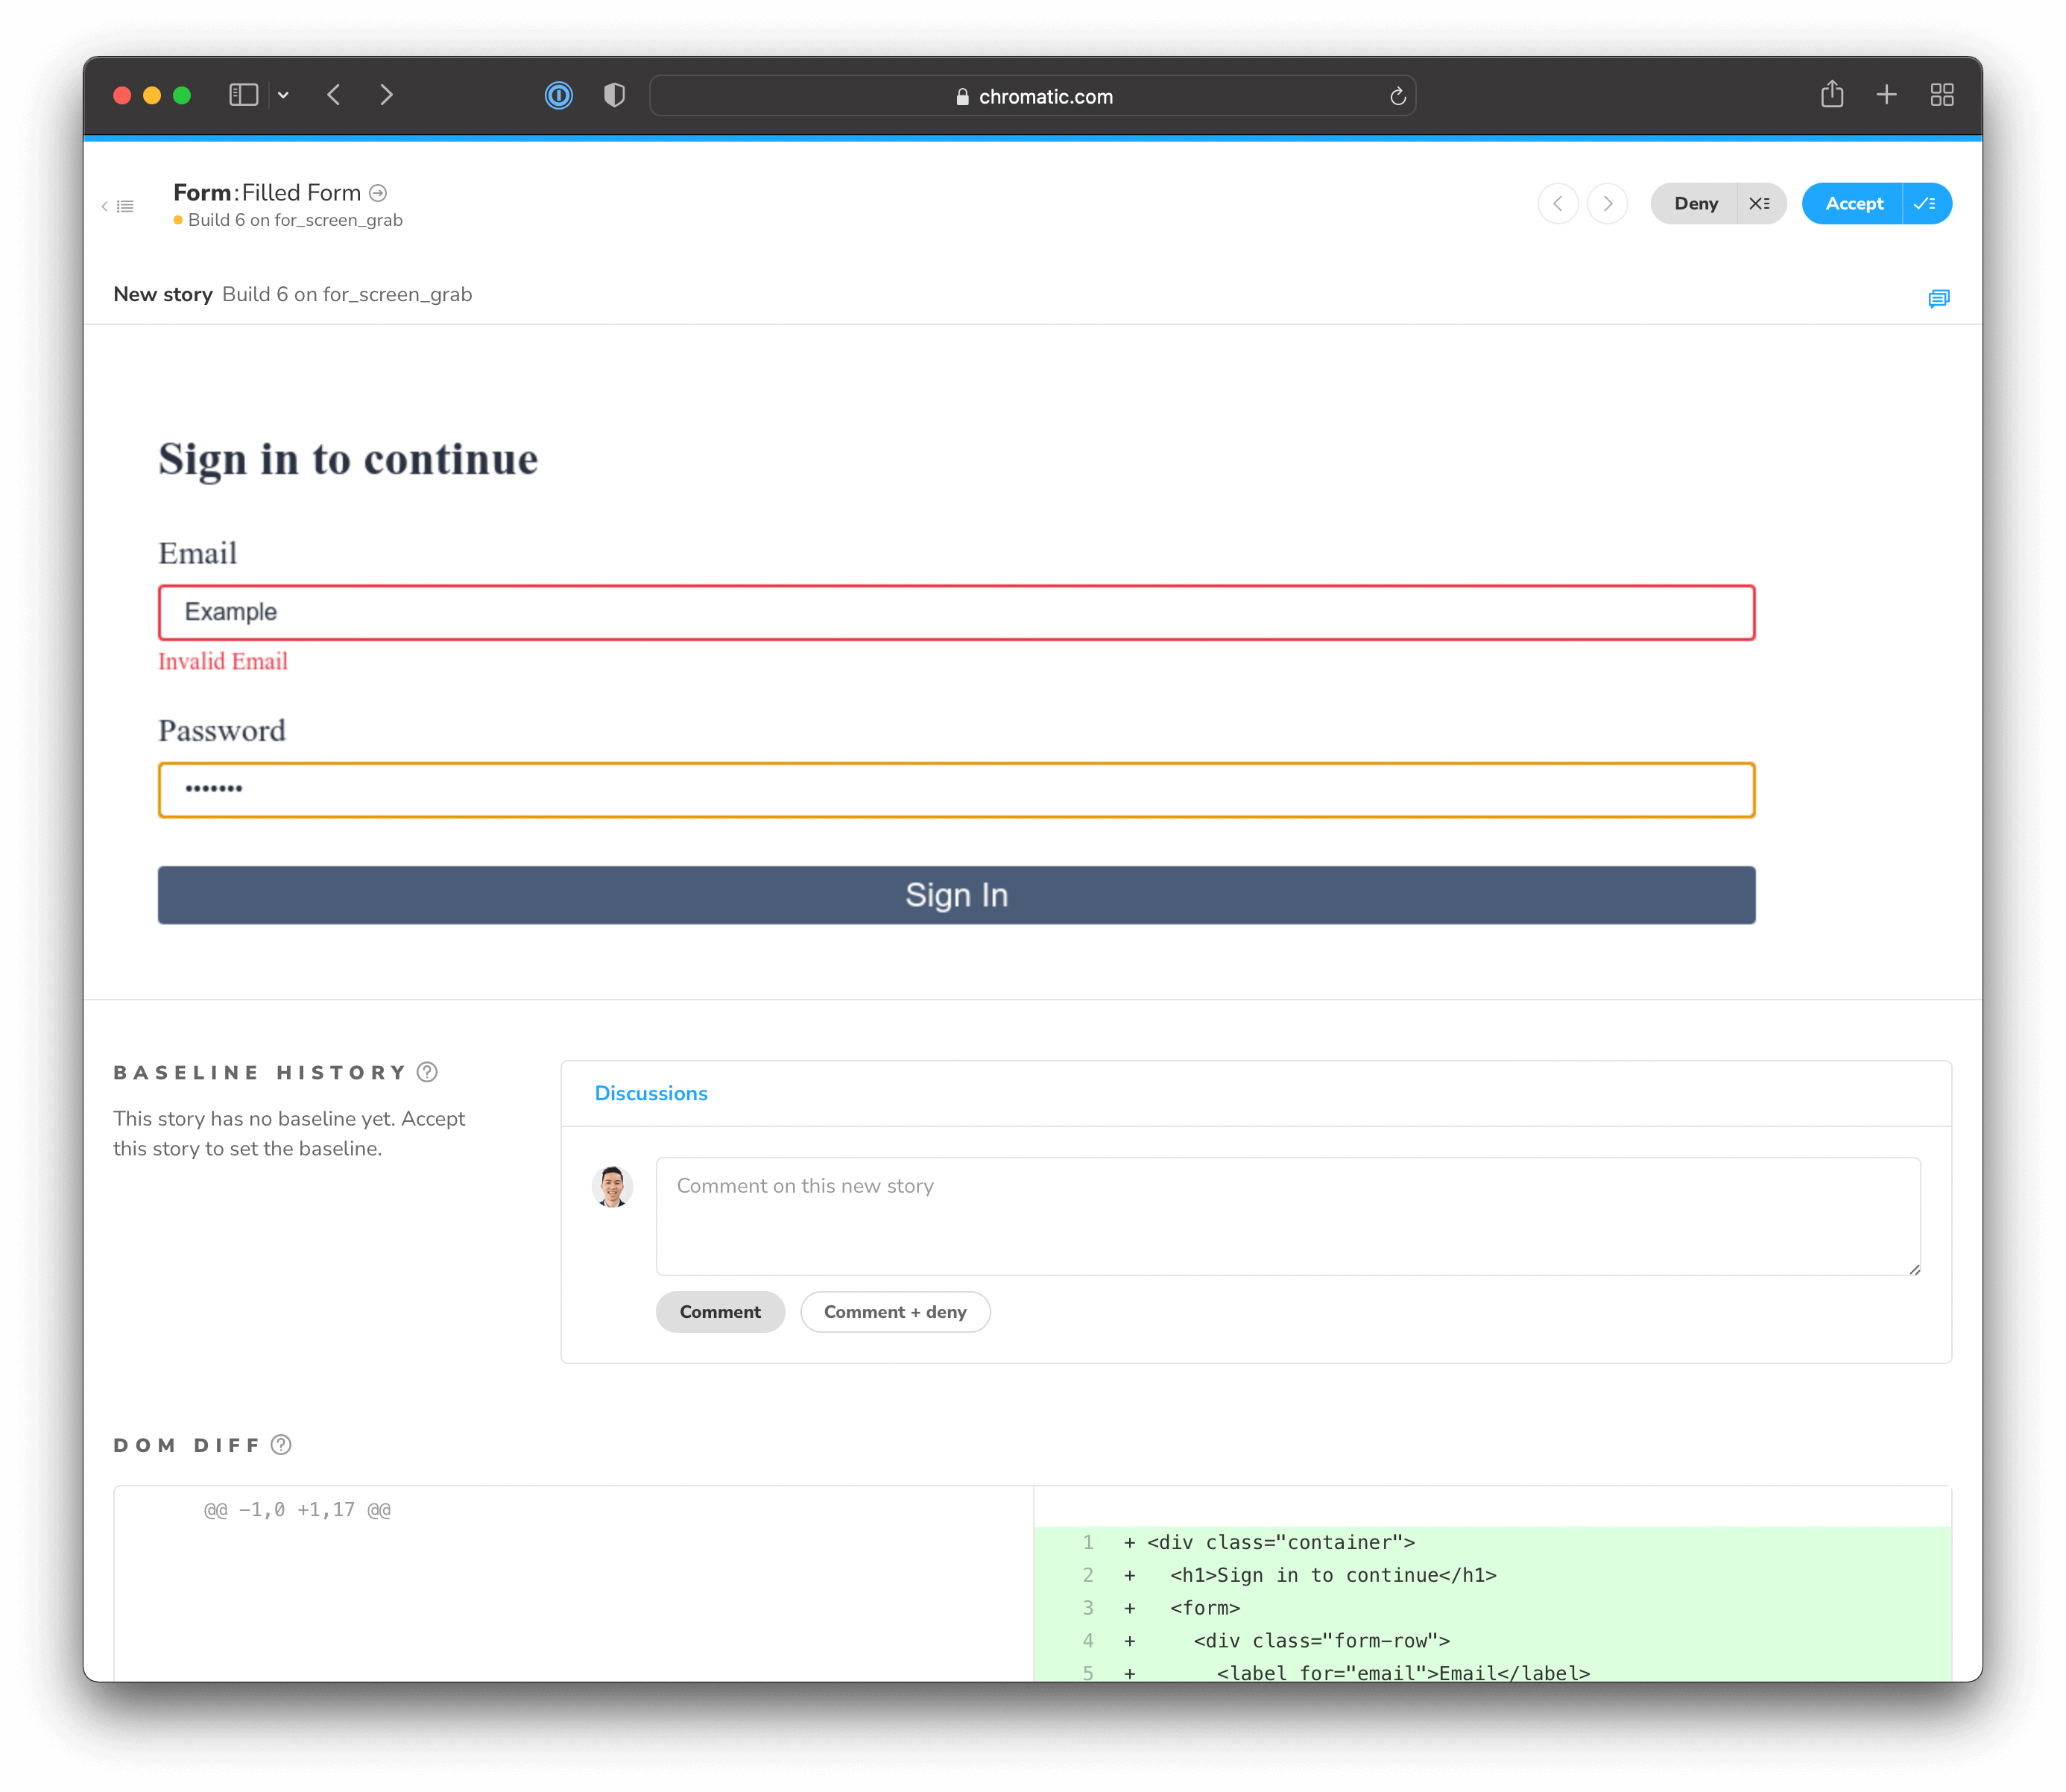 chromatic.com
Form: Filled Form
Build 6 on for_screen_grab
Deny
Accept
New story Build 6 on for_screen_grab
Sign in to continue
Email
Example
Invalid Email
Password
•••••••
Sign In
BASELINE HISTORY
This story has no baseline yet. Accept
this story to set the baseline.
Discussions
Comment on this new story
Comment
Comment + deny
DOM DIFF
@@ -1,0 +1,17 @@
1 + <div class="container">
2 + <h1>Sign in to continue</h1>
3 + <form>
4 + <div class="form-row">
5 + <label for="email">Email</label>